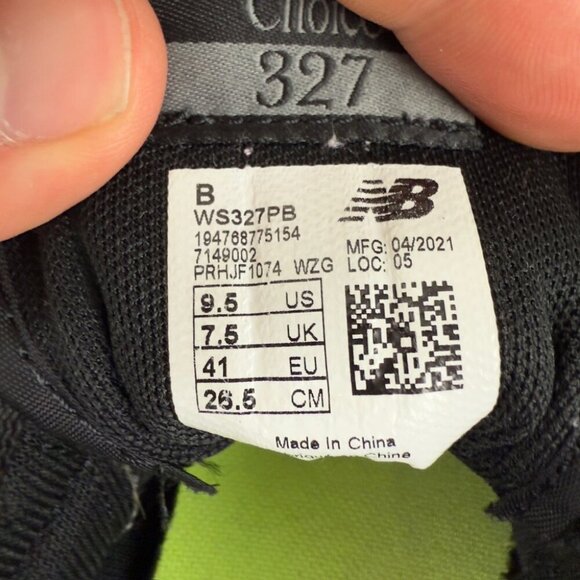 Choice
327
B
WS327PB
NB
194768775154
7149002
PRHJF1074 WZG
MFG: 04/2021
LOC: 05
9.5 US
7.5 UK
41 EU
26.5 CM
Made in China